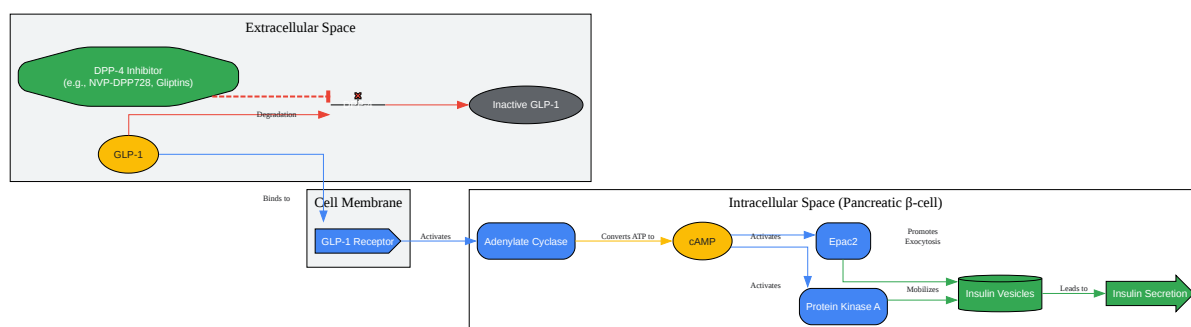 Extracellular Space
DPP-4 Inhibitor
(e.g., NVP-DPP728, Gliptins)
Inactive GLP-1
Degradation
GLP-1
Binds to
Cell Membrane
GLP-1 Receptor
Activates
Intracellular Space (Pancreatic β-cell)
Adenylate Cyclase
Converts ATP to
cAMP
Activates
Epac2
Promotes
Exocytosis
Activates
Protein Kinase A
Mobilizes
Insulin Vesicles
Leads to
Insulin Secretion